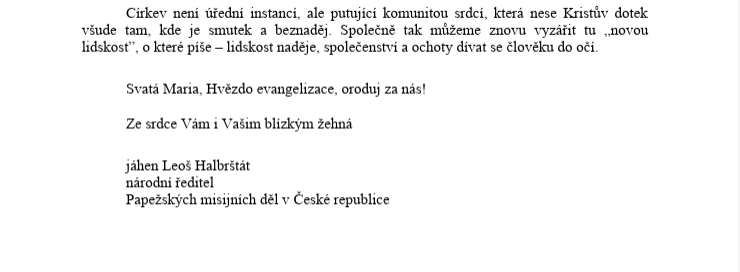 Církev není úřední instancí, ale putující komunitou srdcí, která nese Kristův dotek
všude tam, kde je smutek a beznaděj. Společně tak můžeme znovu vyzářit tu „novou
lidskost”, o které píše – lidskost naděje, společenství a ochoty dívat se člověku do očí.
Svatá Maria, Hvězdo evangelizace, oroduj za nás!
Ze srdce Vám i Vašim blízkým žehná
jáhen Leoš Halbrštát
národní ředitel
Papežských misijních děl v České republice